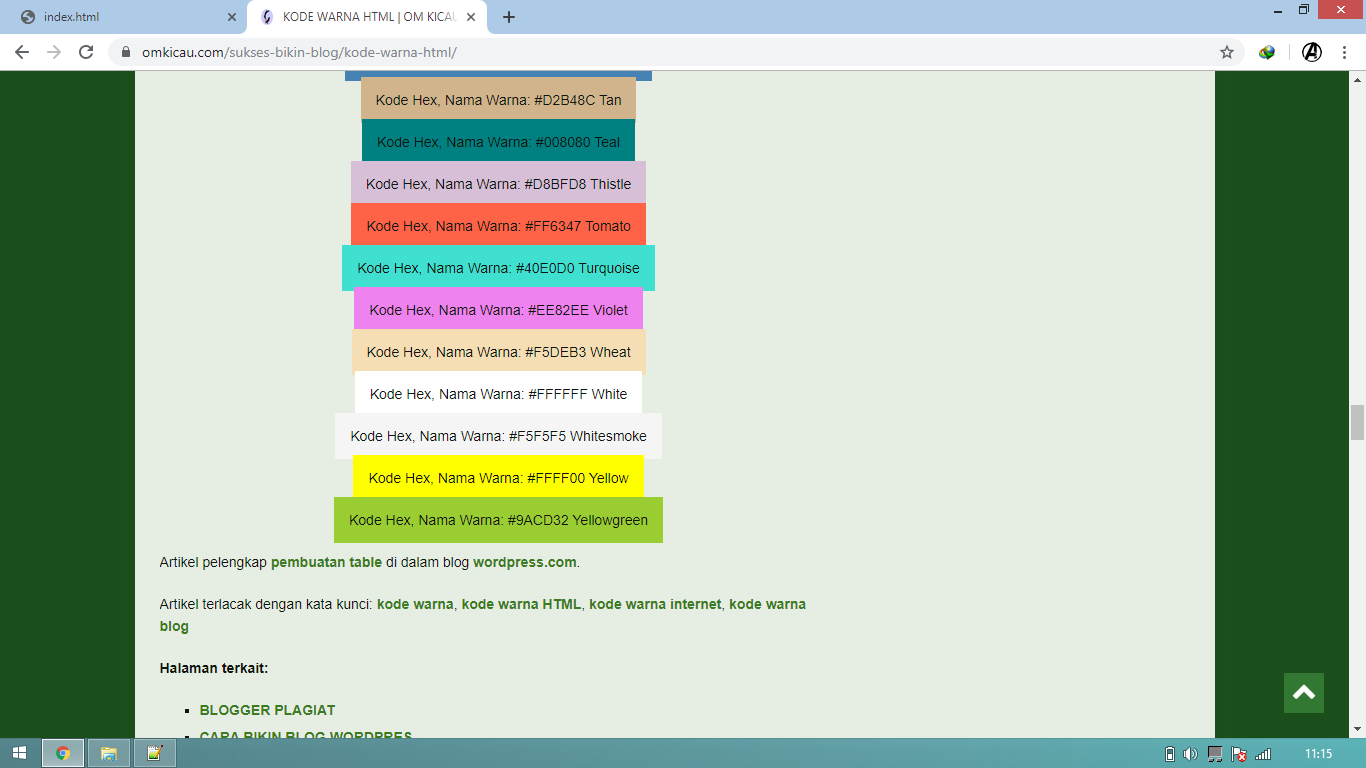 index.html
KODE WARNA HTML | OM KICAU
omkicau.com/sukses-bikin-blog/kode-warna-html/
Kode Hex, Nama Warna: #D2B48C Tan
Kode Hex, Nama Warna: #008080 Teal
Kode Hex, Nama Warna: #D8BFD8 Thistle
Kode Hex, Nama Warna: #FF6347 Tomato
Kode Hex, Nama Warna: #40E0D0 Turquoise
Kode Hex, Nama Warna: #EE82EE Violet
Kode Hex, Nama Warna: #F5DEB3 Wheat
Kode Hex, Nama Warna: #FFFFFF White
Kode Hex, Nama Warna: #F5F5F5 Whitesmoke
Kode Hex, Nama Warna: #FFFF00 Yellow
Kode Hex, Nama Warna: #9ACD32 Yellowgreen
Artikel pelengkap pembuatan table di dalam blog wordpress.com.
Artikel terlacak dengan kata kunci: kode warna, kode warna HTML, kode warna internet, kode warna
blog
Halaman terkait:
BLOGGER PLAGIAT
CARA BIKIN BLOG WORDPRES
11:15